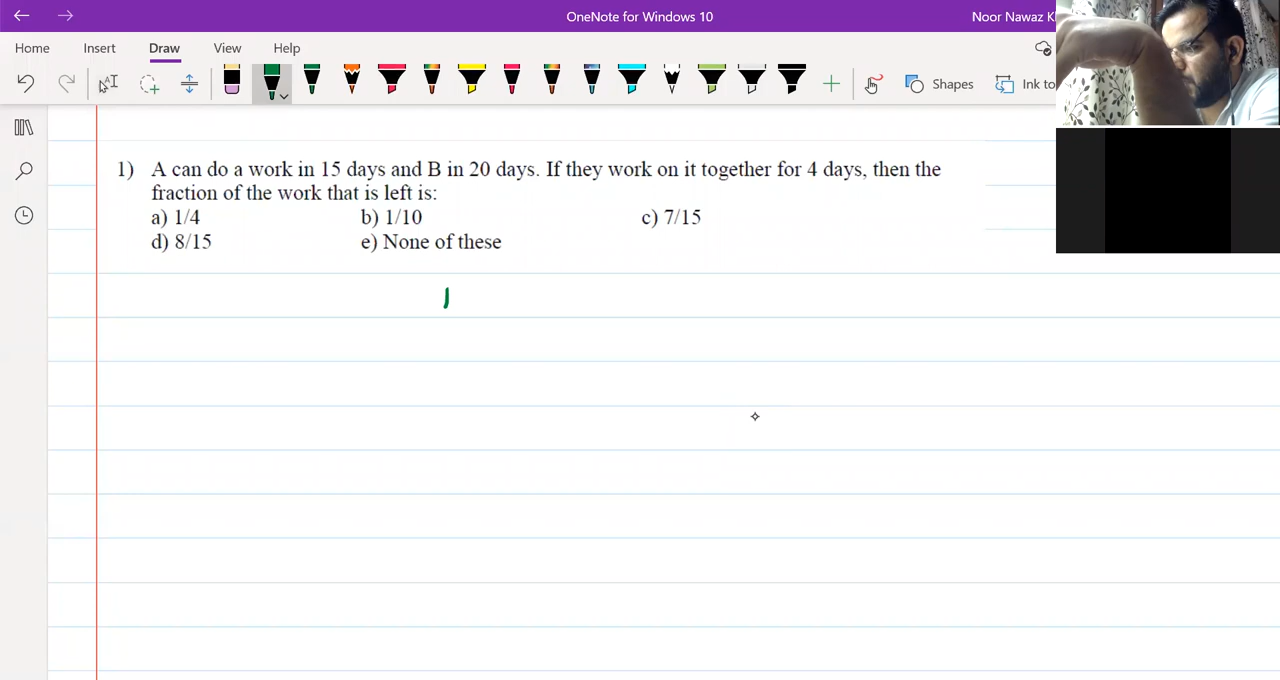 OneNote for Windows 10
Noor Nawaz K
Home Insert Draw View Help
Shapes Ink to
1) A can do a work in 15 days and B in 20 days. If they work on it together for 4 days, then the
fraction of the work that is left is:
a) 1/4 b) 1/10 c) 7/15
d) 8/15 e) None of these